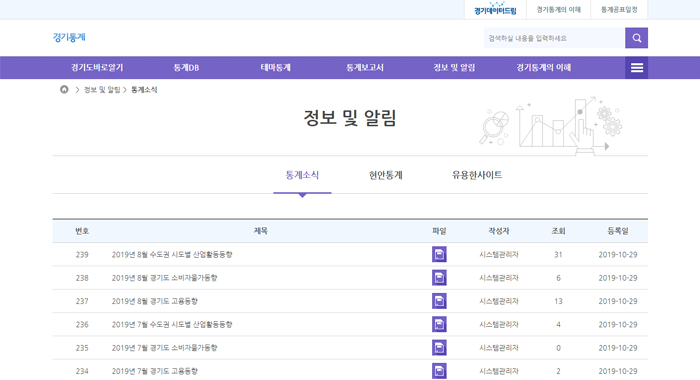 경기데이터드림 경기통계의 이해 통계공표일정
경기통계
검색하실 내용을 입력하세요
경기도바로알기 통계DB 테마통계 통계보고서 정보 및 알림 경기통계의 이해
> 정보 및 알림 > 통계소식
정보 및 알림
통계소식 현안통계 유용한사이트
번호 제목 파일 작성자 조회 등록일
239 2019년 8월 수도권 시도별 산업활동동향 시스템관리자 31 2019-10-29
238 2019년 8월 경기도 소비자물가동향 시스템관리자 6 2019-10-29
237 2019년 8월 경기도 고용동향 시스템관리자 13 2019-10-29
236 2019년 7월 수도권 시도별 산업활동동향 시스템관리자 4 2019-10-29
235 2019년 7월 경기도 소비자물가동향 시스템관리자 0 2019-10-29
234 2019년 7월 경기도 고용동향 시스템관리자 2 2019-10-29